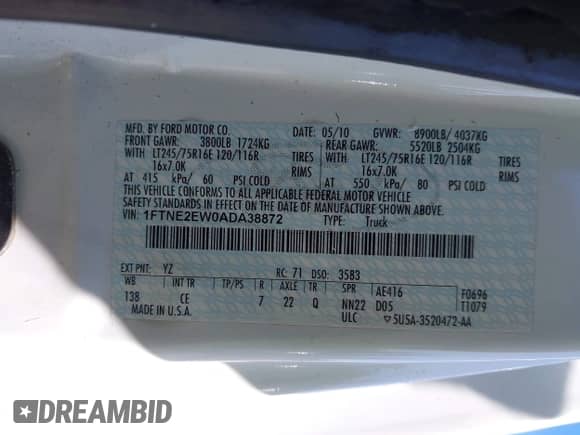 MFD. BY FORD MOTOR CO. DATE: 05/10 GVWR: 8900LB/ 4037KG
FRONT GAWR: 3800LB 1724KG REAR GAWR: 5520LB 2504KG
WITH LT245/75R16E 120/116R TIRES WITH LT245/75R16E 120/116R TIRES
16x7.0K RIMS 16x7.0K RIMS
AT 415 kPa/ 60 PSI COLD AT 550 kPa/ 80 PSI COLD
THIS VEHICLE CONFORMS TO ALL APPLICABLE FEDERAL MOTOR VEHICLE
SAFETY STANDARDS IN EFFECT ON THE DATE OF MANUFACTURE SHOWN ABOVE.
VIN: 1FTNE2EW0ADA38872 TYPE: Truck
EXT PNT: YZ RC: 71 DSO: 3583
WB INT TR TP/PS R AXLE TR SPR AE416 F0696
138 CE 7 22 Q NN22 D05 T1079
MADE IN U.S.A. ULC 5U5A-3520472-AA
DREAMBID